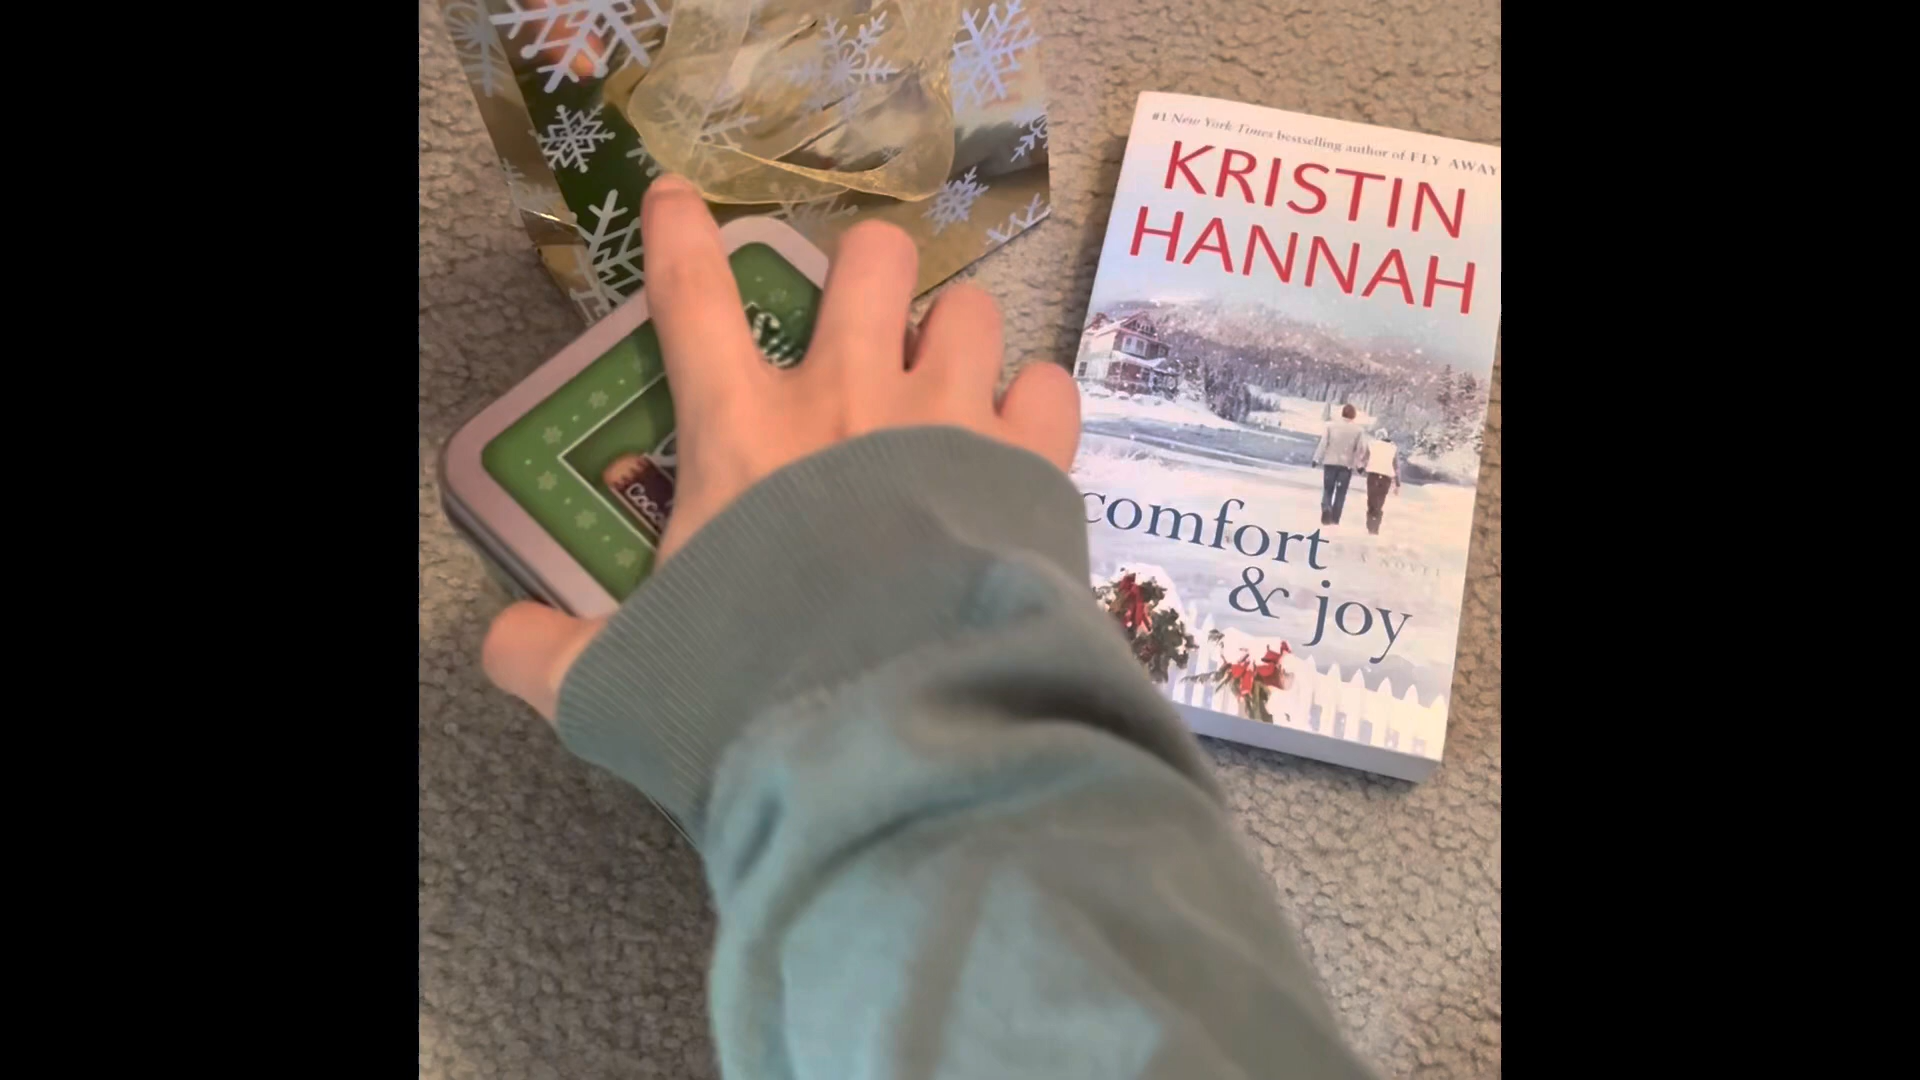 #1 New York Times bestselling author of FLY AWAY
KRISTIN
HANNAH
comfort
A NOVEL
& joy